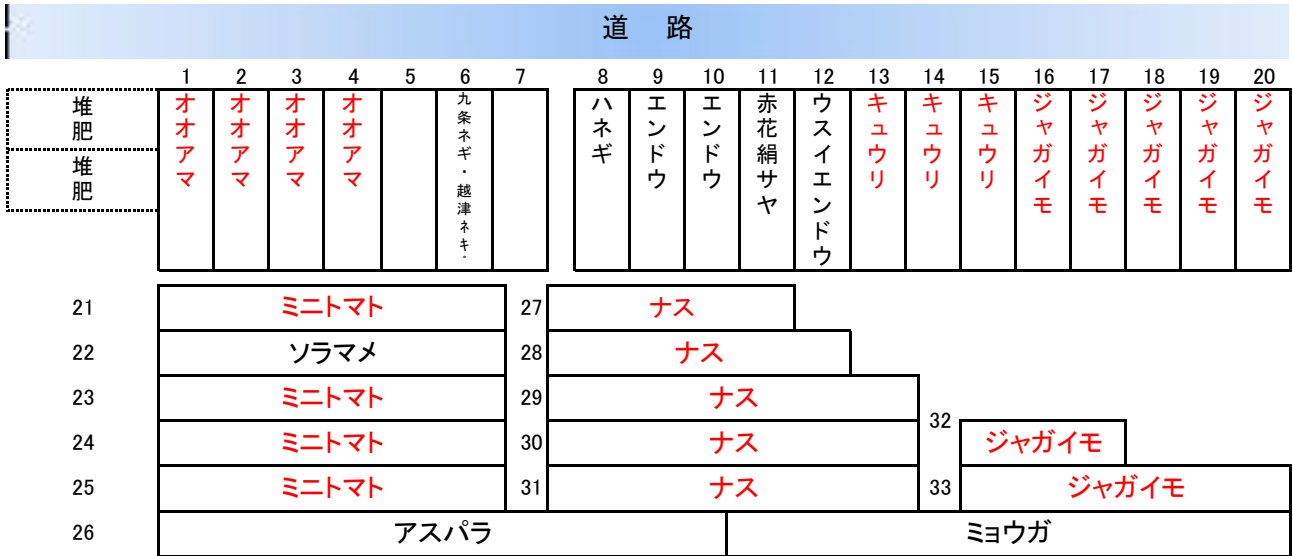 道 路
1 2 3 4 5 6 7 8 9 10 11 12 13 14 15 16 17 18 19 20
堆肥
堆肥
オオアマ
オオアマ
オオアマ
オオアマ
九条ネギ・越津ネギ
ハネギ
エンドウ
エンドウ
赤花絹サヤ
ウスイエンドウ
キュウリ
キュウリ
キュウリ
ジャガイモ
ジャガイモ
ジャガイモ
ジャガイモ
ジャガイモ
21 ミニトマト 27 ナス
22 ソラマメ 28 ナス
23 ミニトマト 29 ナス
24 ミニトマト 30 ナス 32 ジャガイモ
25 ミニトマト 31 ナス 33 ジャガイモ
26 アスパラ ミョウガ